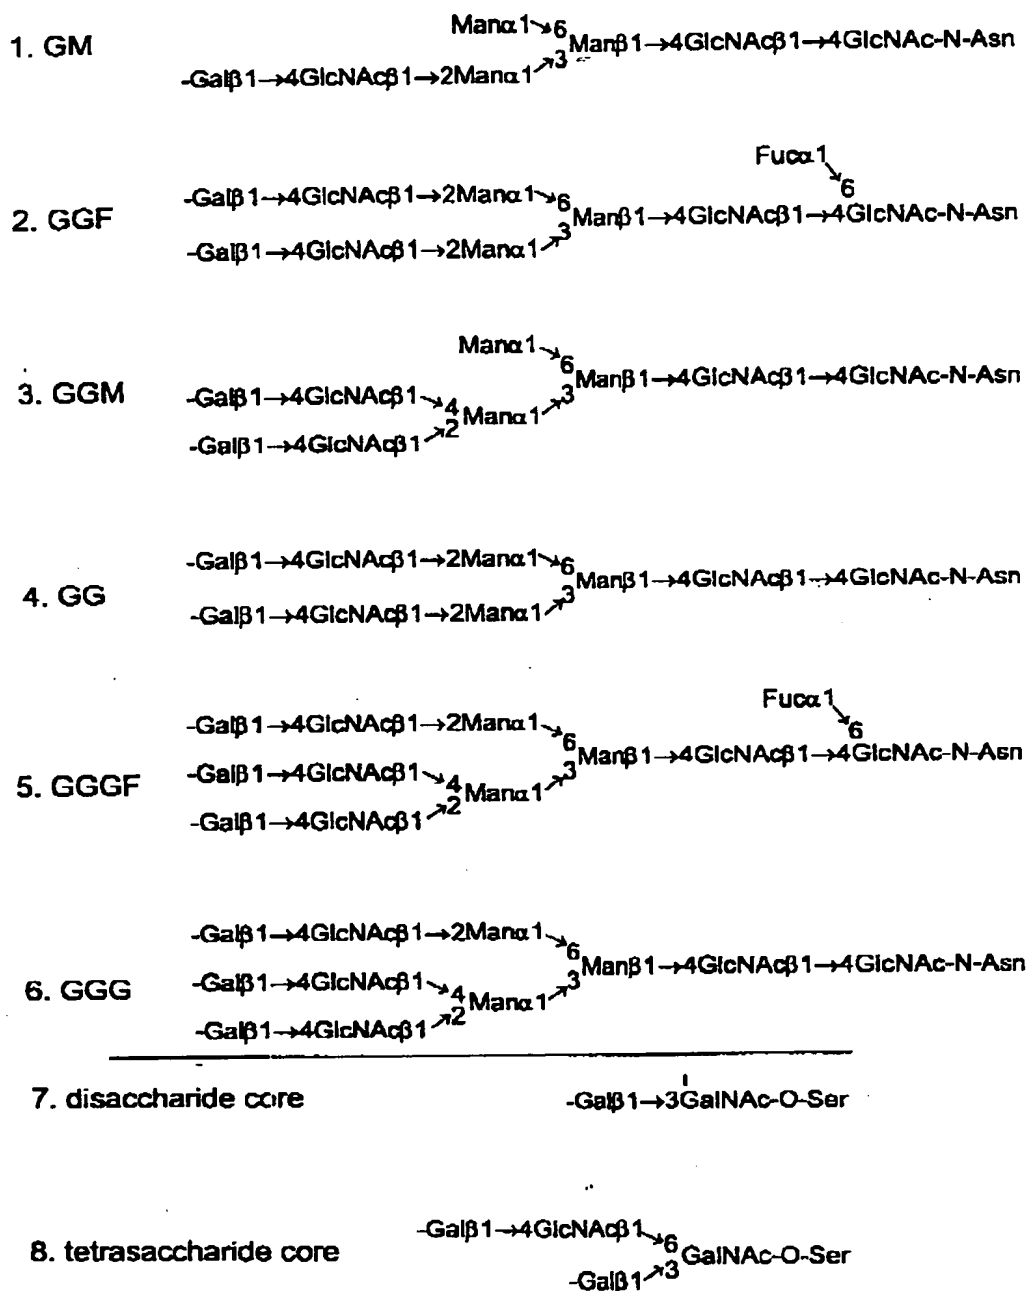 Manα1↘6
1. GM
Manβ1→4GlcNAcβ1→4GlcNAc-N-Asn
-Galβ1→4GlcNAcβ1→2Manα1↗3
Fucα1↘6
-Galβ1→4GlcNAcβ1→2Manα1↘6
2. GGF
Manβ1→4GlcNAcβ1→4GlcNAc-N-Asn
-Galβ1→4GlcNAcβ1→2Manα1↗3
Manα1↘6
3. GGM
Manβ1→4GlcNAcβ1→4GlcNAc-N-Asn
-Galβ1→4GlcNAcβ1↘4
Manα1↗3
-Galβ1→4GlcNAcβ1↗2
-Galβ1→4GlcNAcβ1→2Manα1↘6
4. GG
Manβ1→4GlcNAcβ1→4GlcNAc-N-Asn
-Galβ1→4GlcNAcβ1→2Manα1↗3
Fucα1↘6
-Galβ1→4GlcNAcβ1→2Manα1↘6
5. GGGF
Manβ1→4GlcNAcβ1→4GlcNAc-N-Asn
-Galβ1→4GlcNAcβ1↘4
Manα1↗3
-Galβ1→4GlcNAcβ1↗2
-Galβ1→4GlcNAcβ1→2Manα1↘6
6. GGG
Manβ1→4GlcNAcβ1→4GlcNAc-N-Asn
-Galβ1→4GlcNAcβ1↘4
Manα1↗3
-Galβ1→4GlcNAcβ1↗2
7. disaccharide core
-Galβ1→3GalNAc-O-Ser
-Galβ1→4GlcNAcβ1↘6
8. tetrasaccharide core
GalNAc-O-Ser
-Galβ1↗3